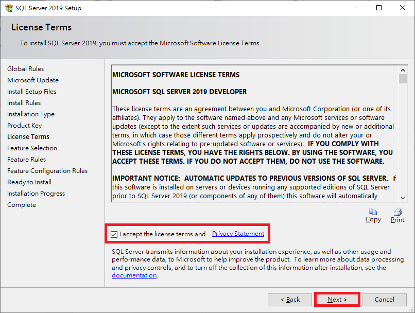 SQL Server 2019 Setup
License Terms
To install SQL Server 2019, you must accept the Microsoft Software License Terms.
Global Rules
Microsoft Update
Install Setup Files
Install Rules
Installation Type
Product Key
License Terms
Feature Selection
Feature Rules
Feature Configuration Rules
Ready to Install
Installation Progress
Complete
MICROSOFT SOFTWARE LICENSE TERMS
MICROSOFT SQL SERVER 2019 DEVELOPER
These license terms are an agreement between you and Microsoft Corporation (or one of its
affiliates). They apply to the software named above and any Microsoft services or software
updates (except to the extent such services or updates are accompanied by new or additional
terms, in which case those different terms apply prospectively and do not alter your or
Microsoft's rights relating to pre-updated software or services). IF YOU COMPLY WITH
THESE LICENSE TERMS, YOU HAVE THE RIGHTS BELOW. BY USING THE SOFTWARE, YOU
ACCEPT THESE TERMS. IF YOU DO NOT ACCEPT THEM, DO NOT USE THE SOFTWARE.
IMPORTANT NOTICE: AUTOMATIC UPDATES TO PREVIOUS VERSIONS OF SQL SERVER. If
this software is installed on servers or devices running any supported editions of SQL Server
prior to SQL Server 2019 (or components of any of them) this software will automatically
Copy Print
I accept the license terms and Privacy Statement
SQL Server transmits information about your installation experience, as well as other usage and
performance data, to Microsoft to help improve the product. To learn more about data processing
and privacy controls, and to turn off the collection of this information after installation, see the
documentation.
< Back Next > Cancel